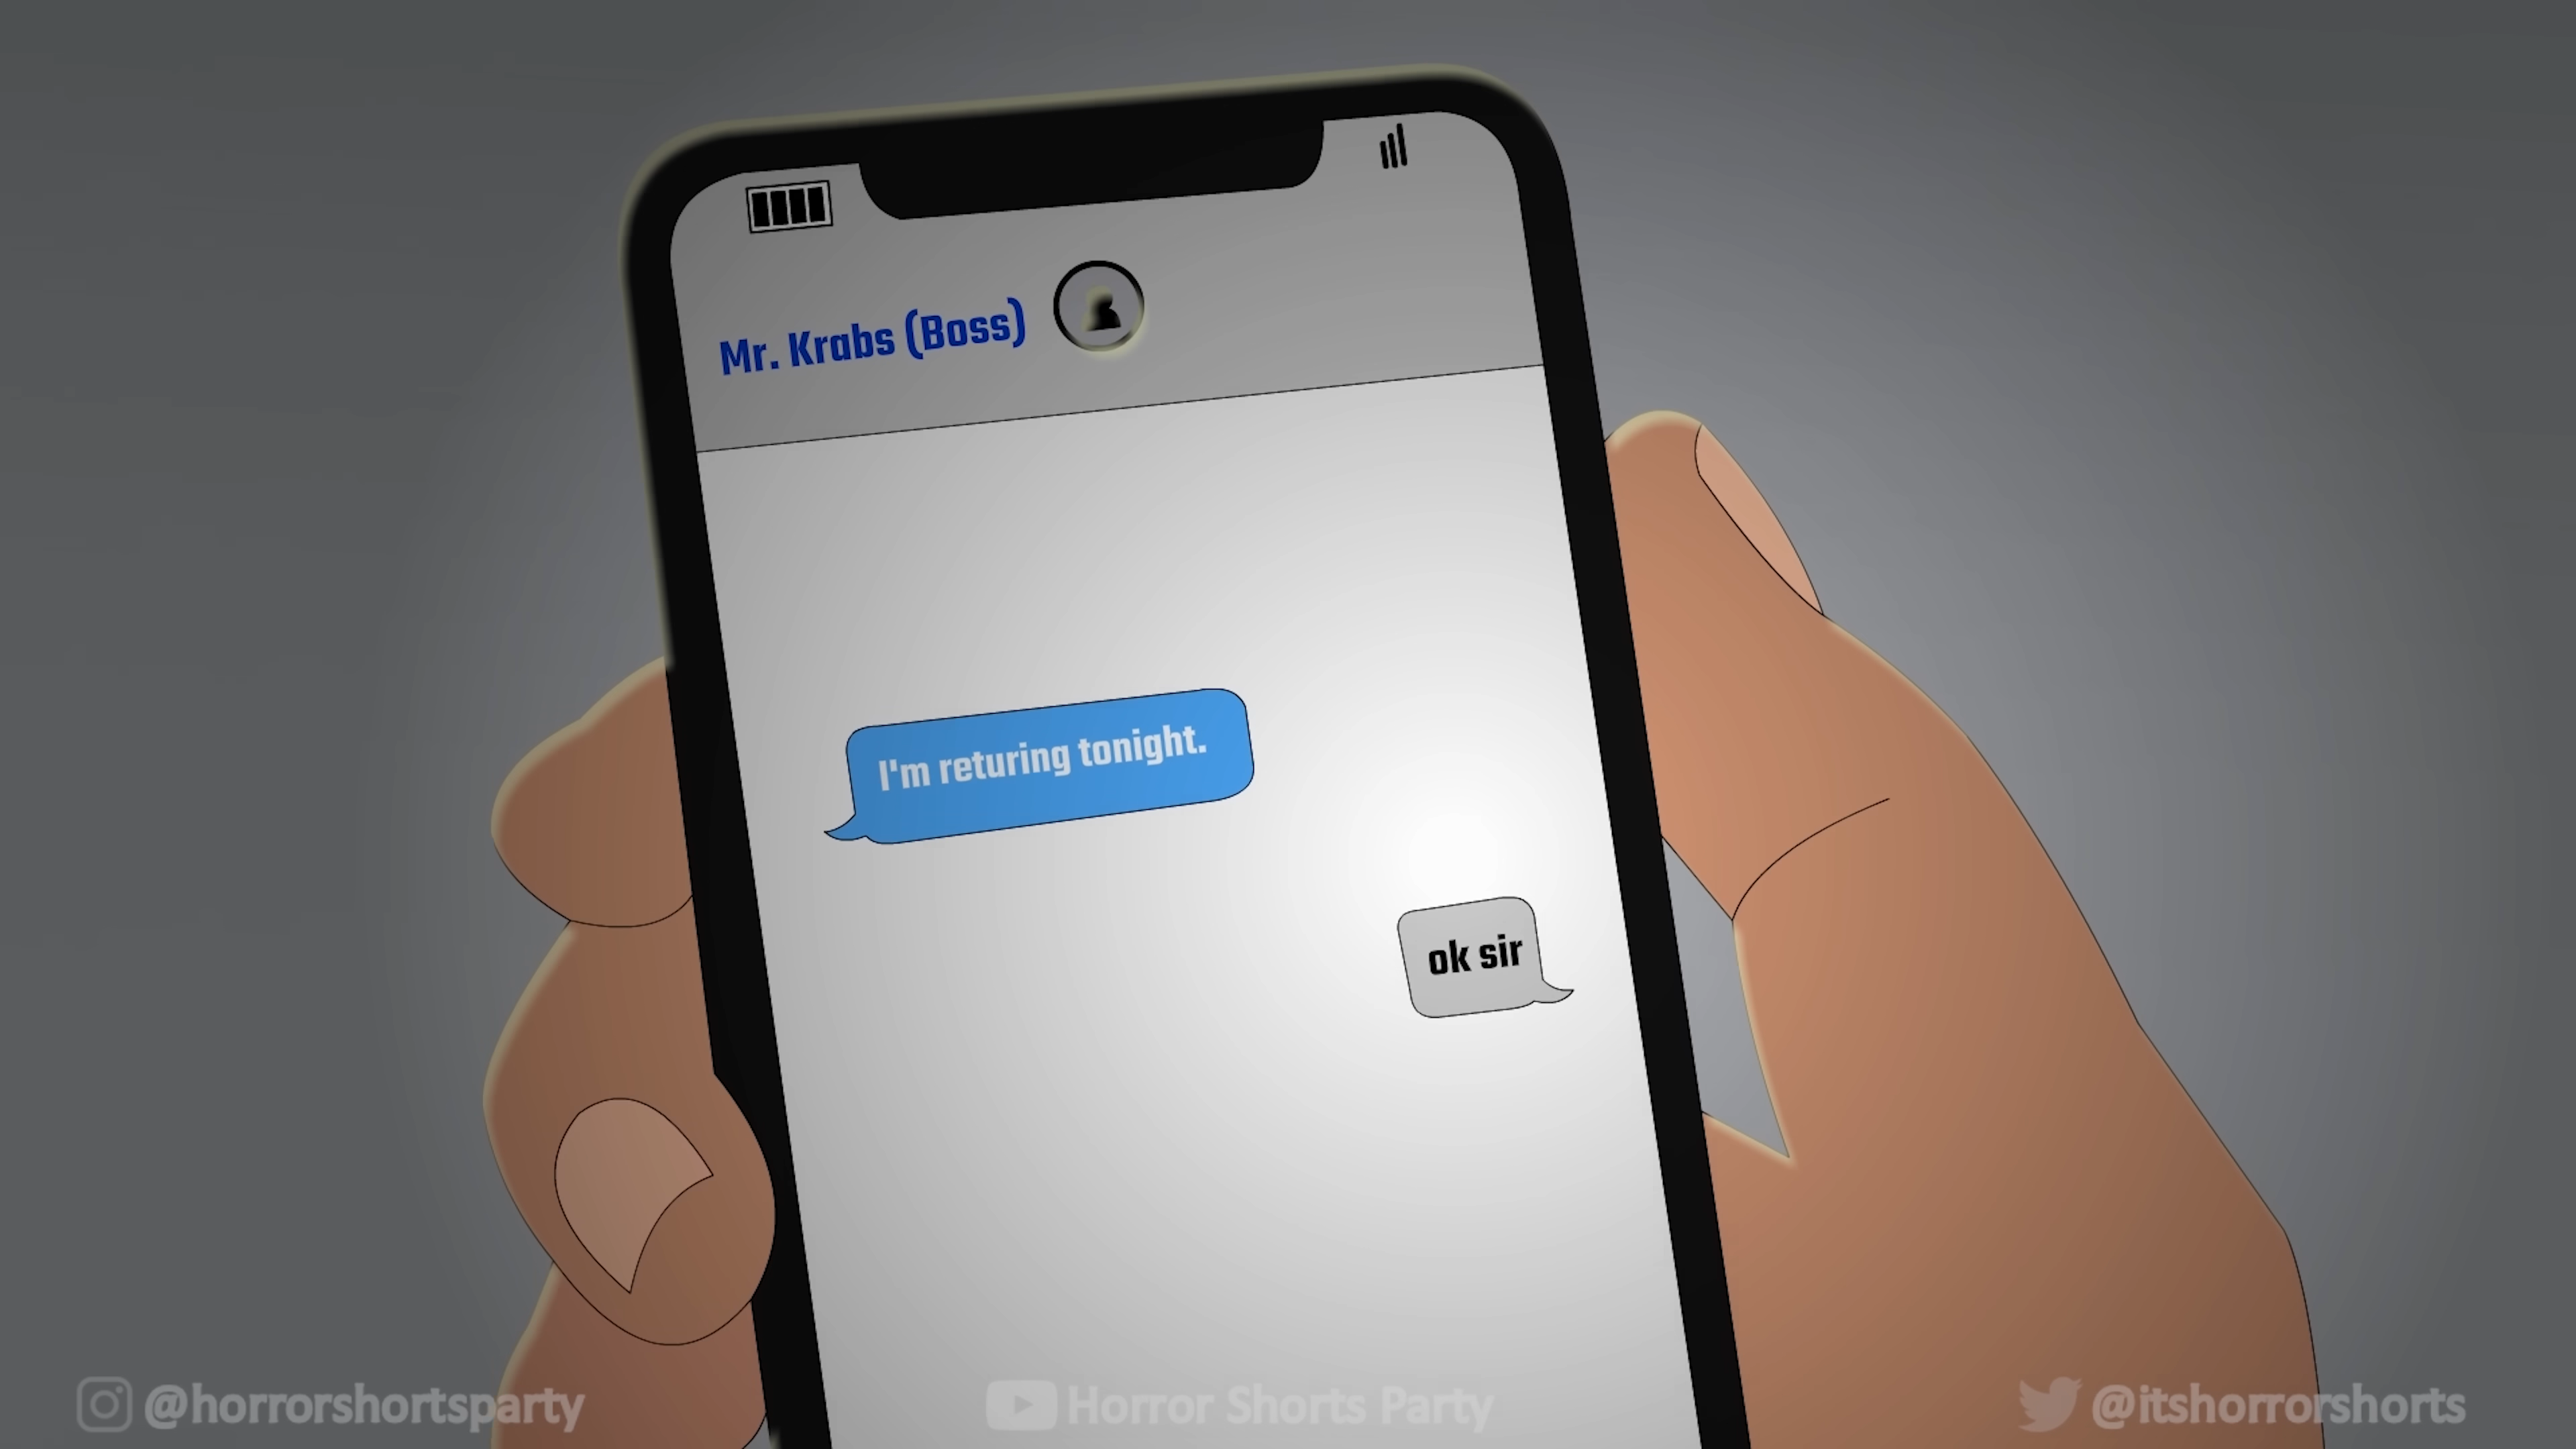 Mr. Krabs (Boss)
I'm returing tonight.
ok sir
@horrorshortsparty
Horror Shorts Party
@itshorrorshorts